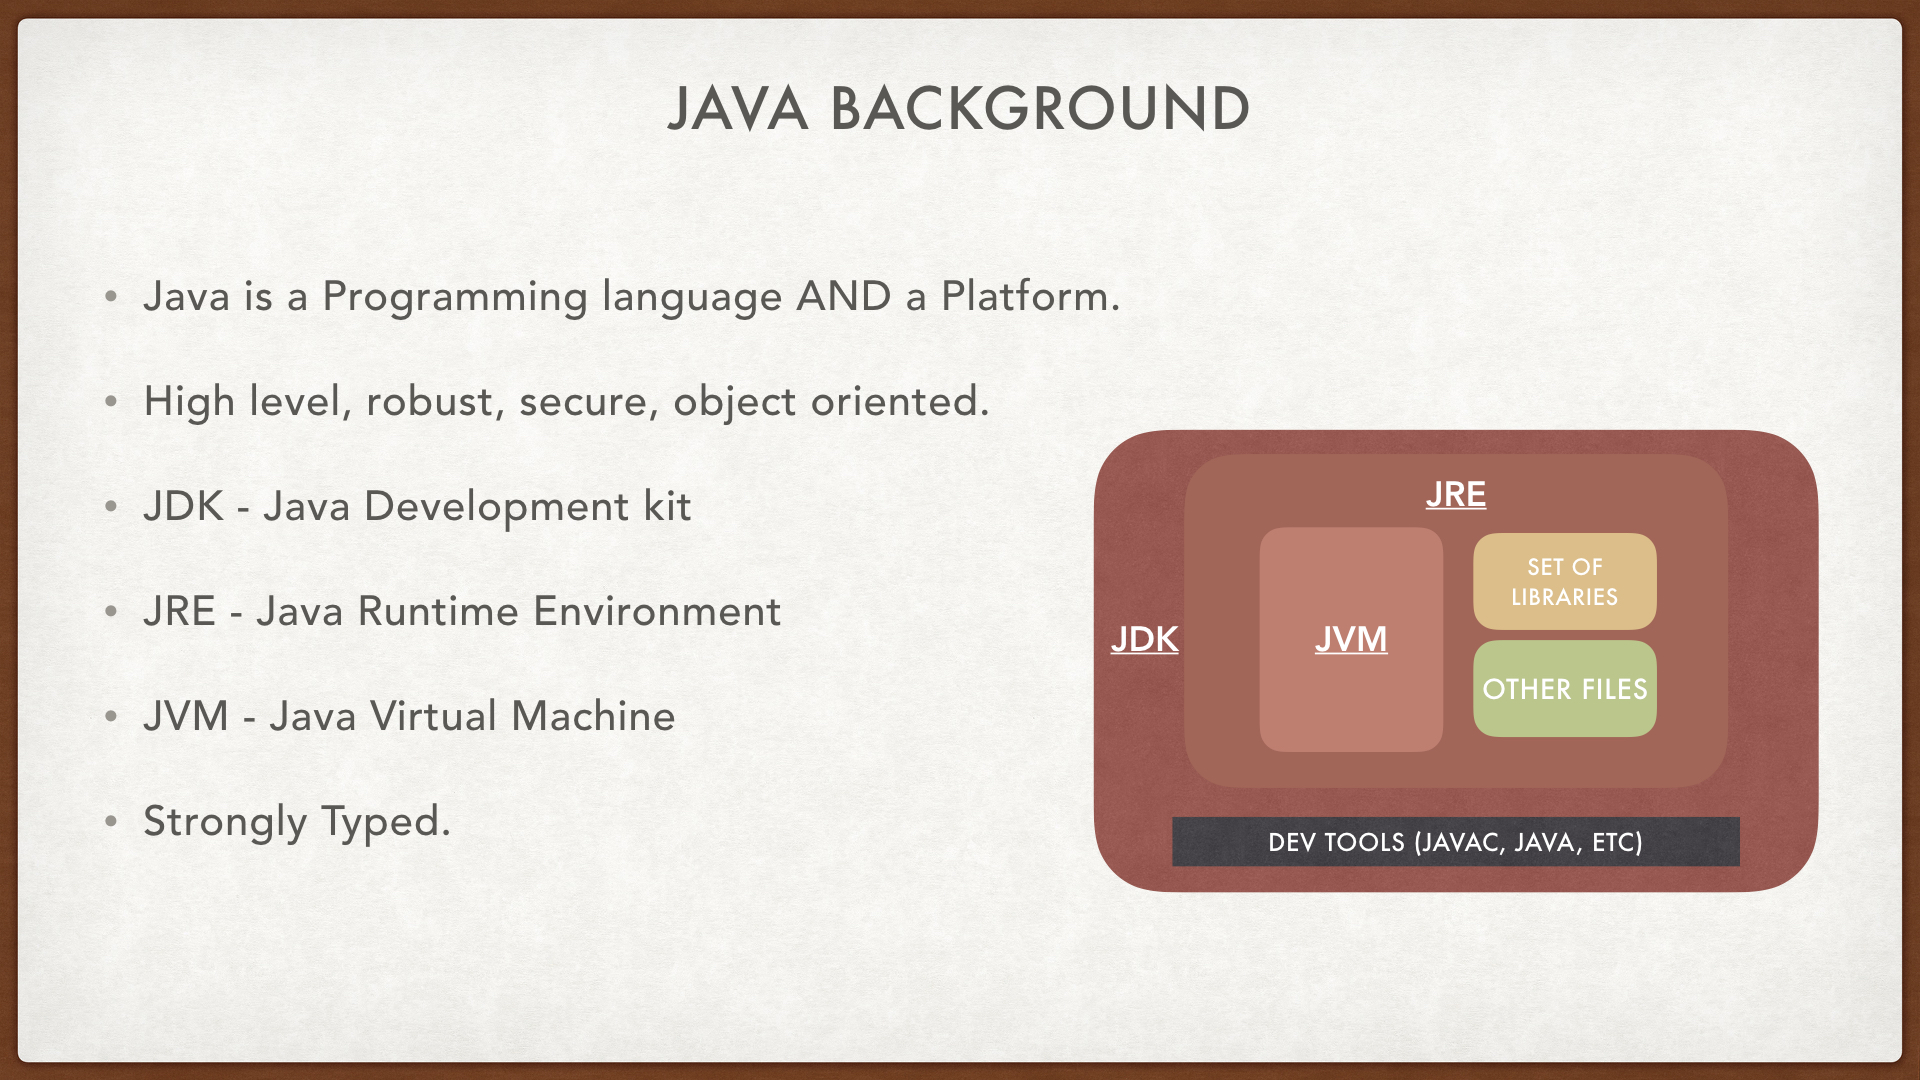 JAVA BACKGROUND
• Java is a Programming language AND a Platform.
• High level, robust, secure, object oriented.
• JDK - Java Development kit
• JRE - Java Runtime Environment
• JVM - Java Virtual Machine
• Strongly Typed.
JRE
SET OF
LIBRARIES
JDK
JVM
OTHER FILES
DEV TOOLS (JAVAC, JAVA, ETC)